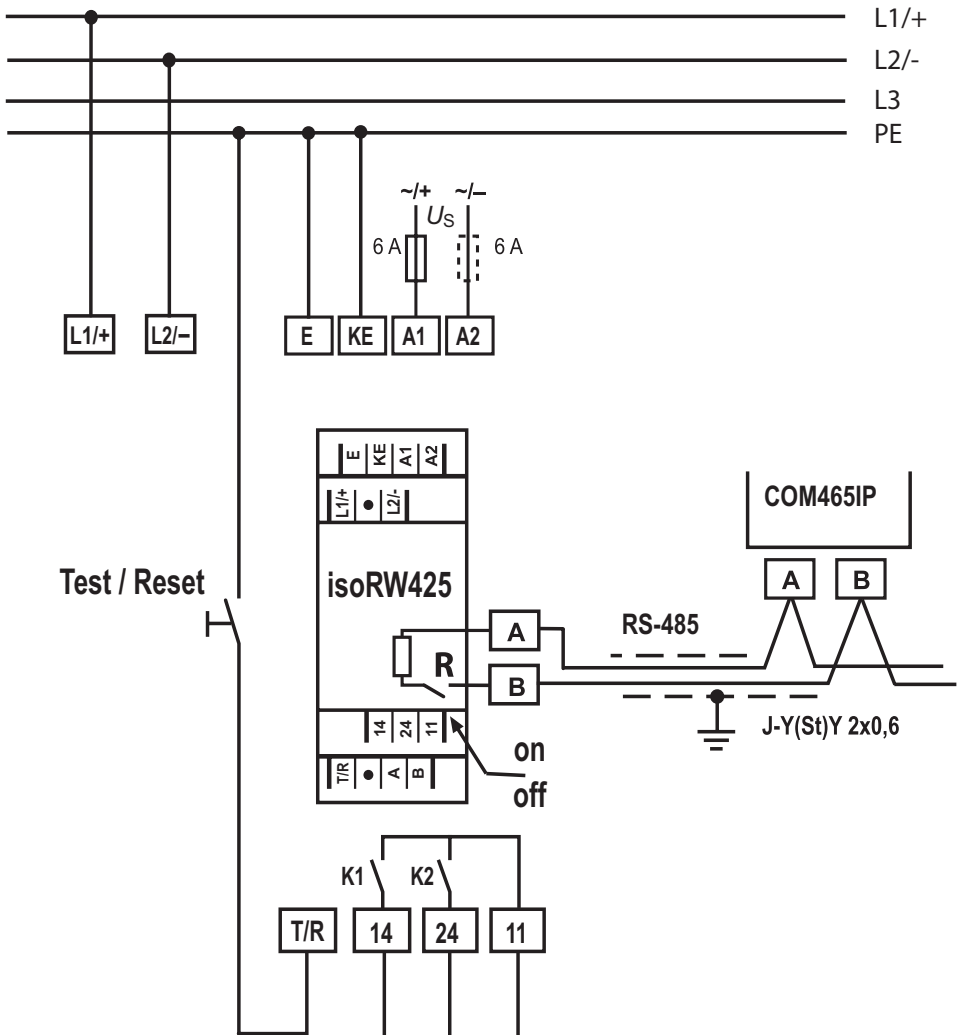 L1/+
L2/-
L3
PE
~/+ ~/–
US
6 A 6 A
L1/+ L2/– E KE A1 A2
E KE A1 A2
L1/+ L2/-
COM465IP
Test / Reset
isoRW425
A B
A
RS-485
R
B
J-Y(St)Y 2x0,6
14 24 11
on
T/R A B
off
K1 K2
T/R 14 24 11